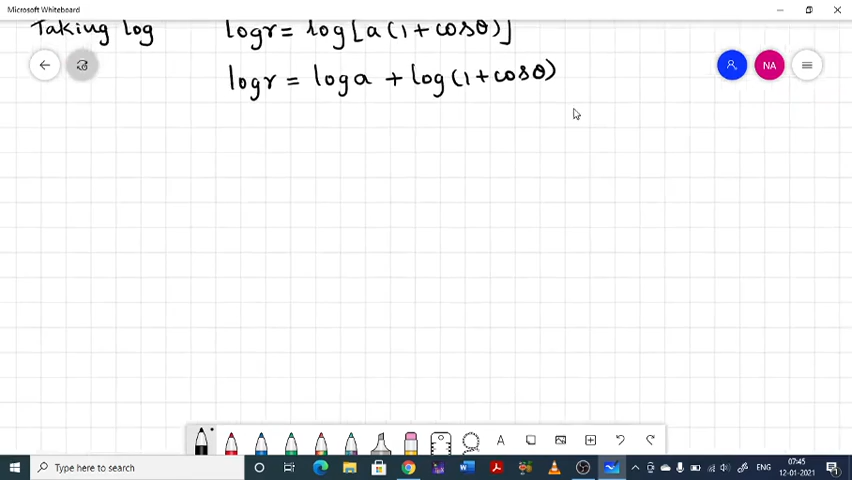 Microsoft Whiteboard
Taking log logr = log[a(1+cosθ)]
NA
logr = loga + log(1+cosθ)
A
Type here to search
ENG
07:45
12-01-2021